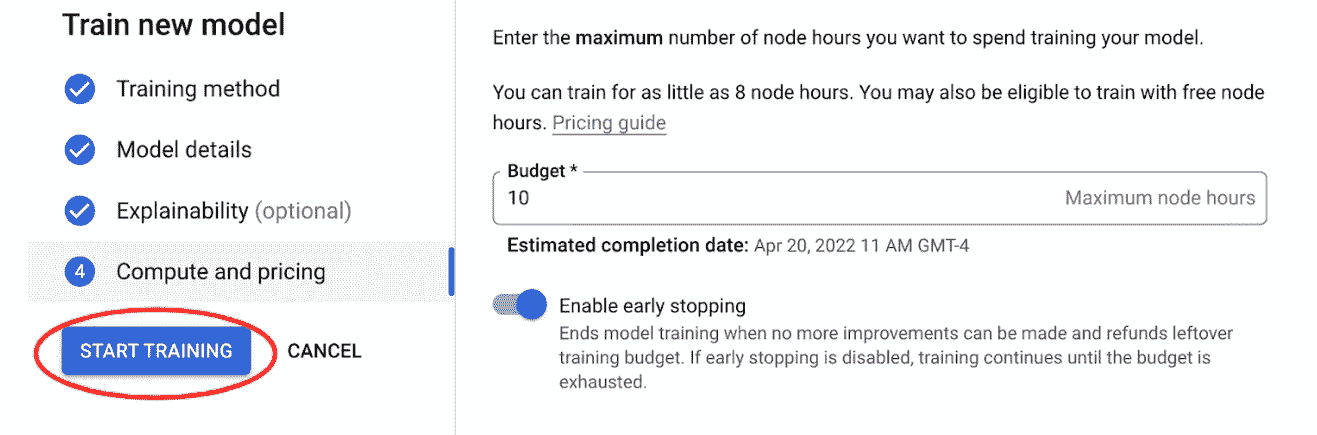 Train new model
Training method
Model details
Explainability (optional)
4 Compute and pricing
START TRAINING CANCEL
Enter the maximum number of node hours you want to spend training your model.
You can train for as little as 8 node hours. You may also be eligible to train with free node
hours. Pricing guide
Budget *
10 Maximum node hours
Estimated completion date: Apr 20, 2022 11 AM GMT-4
Enable early stopping
Ends model training when no more improvements can be made and refunds leftover
training budget. If early stopping is disabled, training continues until the budget is
exhausted.